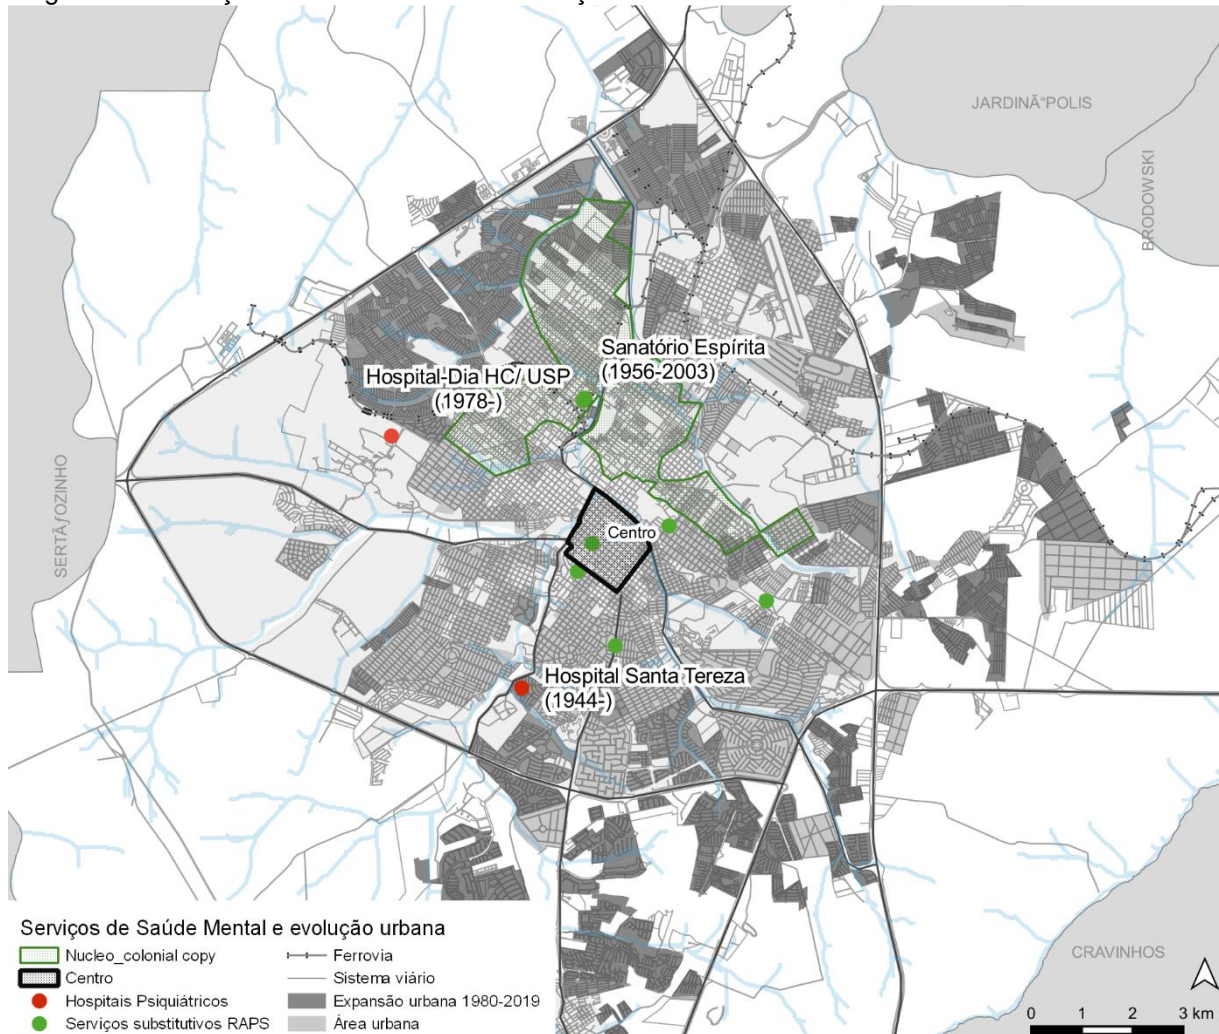 JARDINÃ“POLIS
BRODOWSKI
Sanatório Espírita
(1956-2003)
Hospital-Dia HC/ USP
(1978-)
SERTÃƒOZINHO
Centro
Hospital Santa Tereza
(1944-)
CRAVINHOS
Serviços de Saúde Mental e evolução urbana
Nucleo_colonial copy
Centro
Hospitais Psiquiátricos
Serviços substitutivos RAPS
Ferrovia
Sistema viário
Expansão urbana 1980-2019
Área urbana
0 1 2 3 km